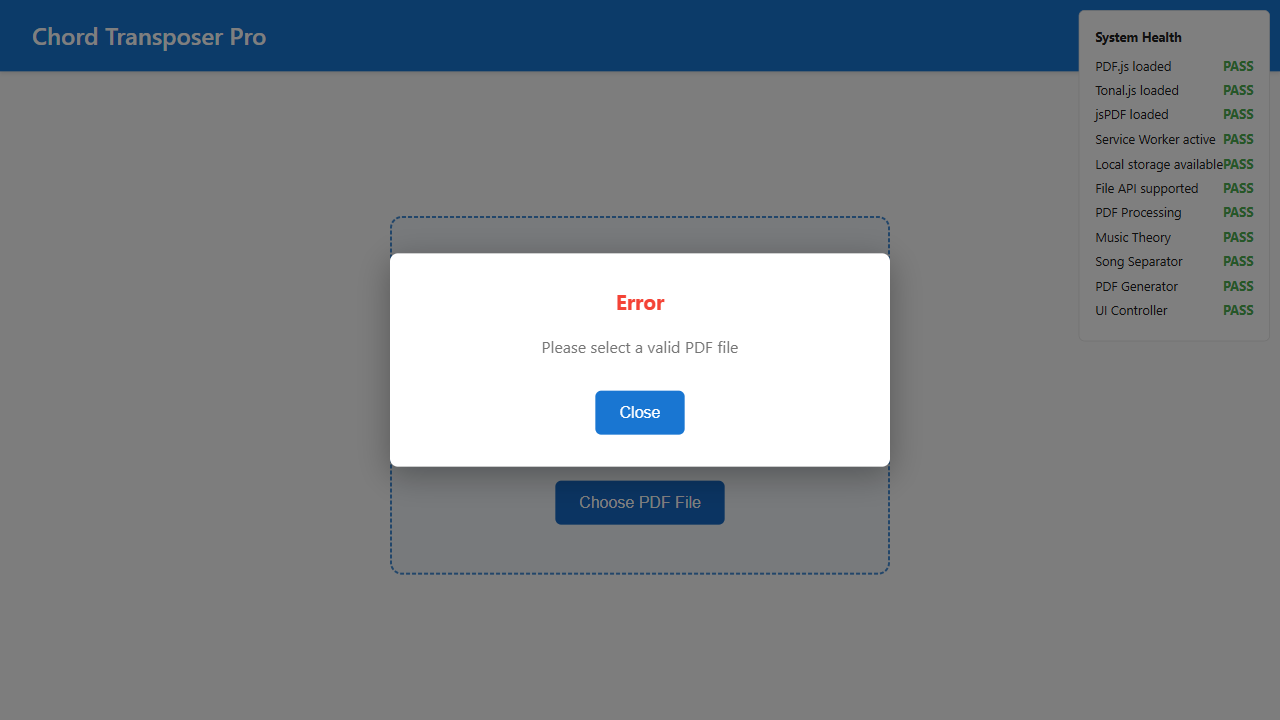 Chord Transposer Pro
System Health
PDF.js loaded PASS
Tonal.js loaded PASS
jsPDF loaded PASS
Service Worker active PASS
Local storage available PASS
File API supported PASS
PDF Processing PASS
Music Theory PASS
Song Separator PASS
PDF Generator PASS
UI Controller PASS
Error
Please select a valid PDF file
Close
Choose PDF File